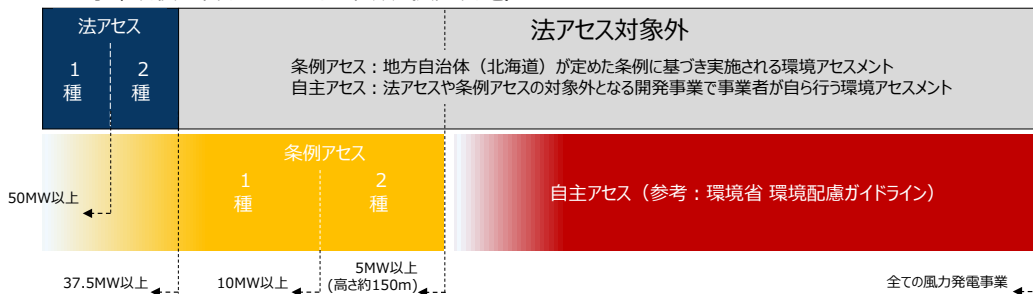 法アセス
1種
2種
法アセス対象外
条例アセス：地方自治体（北海道）が定めた条例に基づき実施される環境アセスメント
自主アセス：法アセスや条例アセスの対象外となる開発事業で事業者が自ら行う環境アセスメント
条例アセス
1種
2種
自主アセス（参考：環境省 環境配慮ガイドライン）
50MW以上
37.5MW以上
10MW以上
5MW以上
(高さ約150m)
全ての風力発電事業